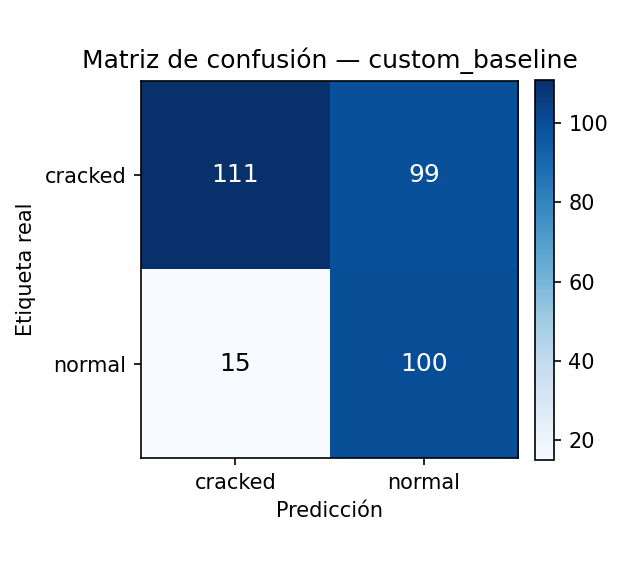 Matriz de confusión — custom_baseline
Etiqueta real
cracked
111
99
normal
15
100
cracked
normal
Predicción
100
80
60
40
20